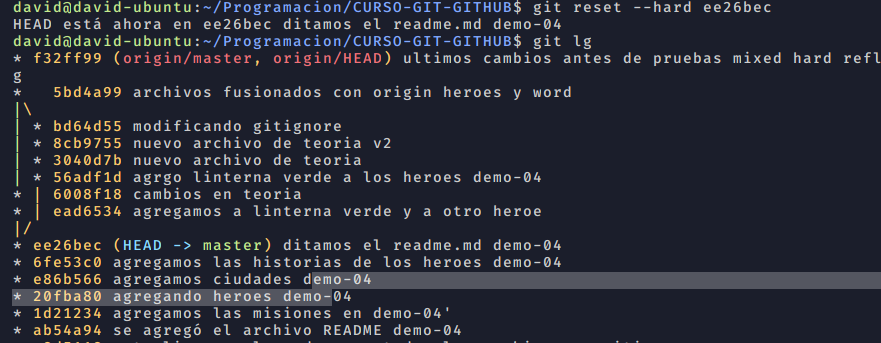 david@david-ubuntu:~/Programacion/CURSO-GIT-GITHUB$ git reset --hard ee26bec
HEAD está ahora en ee26bec ditamos el readme.md demo-04
david@david-ubuntu:~/Programacion/CURSO-GIT-GITHUB$ git lg
* f32ff99 (origin/master, origin/HEAD) ultimos cambios antes de pruebas mixed hard refl
g
*   5bd4a99 archivos fusionados con origin heroes y word
|\
| * bd64d55 modificando gitignore
| * 8cb9755 nuevo archivo de teoria v2
| * 3040d7b nuevo archivo de teoria
| * 56adf1d agrgo linterna verde a los heroes demo-04
* | 6008f18 cambios en teoria
* | ead6534 agregamos a linterna verde y a otro heroe
|/
* ee26bec (HEAD -> master) ditamos el readme.md demo-04
* 6fe53c0 agregamos las historias de los heroes demo-04
* e86b566 agregamos ciudades demo-04
* 20fba80 agregando heroes demo-04
* 1d21234 agregamos las misiones en demo-04'
* ab54a94 se agregó el archivo README demo-04